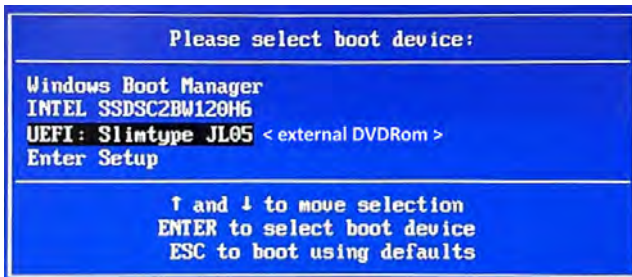 Please select boot device:
Windows Boot Manager
INTEL SSDSC2BW120H6
UEFI: Slimtype JL05 < external DVDRom >
Enter Setup
↑ and ↓ to move selection
ENTER to select boot device
ESC to boot using defaults